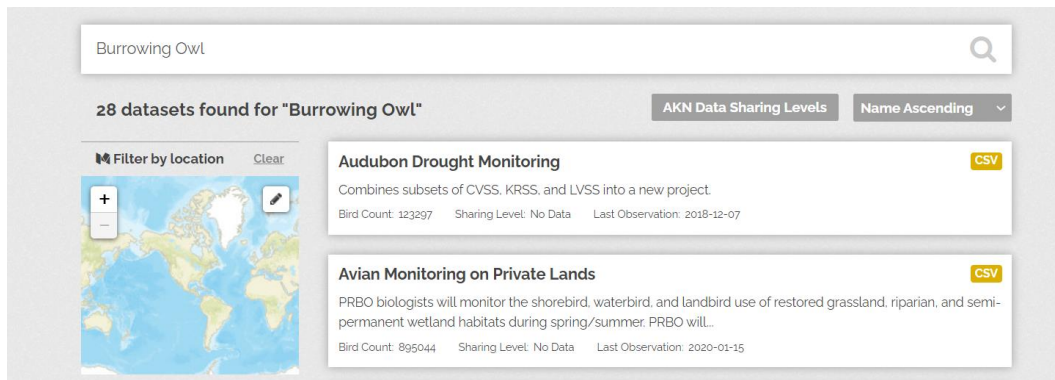 Burrowing Owl
28 datasets found for "Burrowing Owl"
AKN Data Sharing Levels
Name Ascending
Filter by location
Clear
+
−
Audubon Drought Monitoring
CSV
Combines subsets of CVSS, KRSS, and LVSS into a new project.
Bird Count: 123297 Sharing Level: No Data Last Observation: 2018-12-07
Avian Monitoring on Private Lands
CSV
PRBO biologists will monitor the shorebird, waterbird, and landbird use of restored grassland, riparian, and semi-
permanent wetland habitats during spring/summer. PRBO will...
Bird Count: 895044 Sharing Level: No Data Last Observation: 2020-01-15